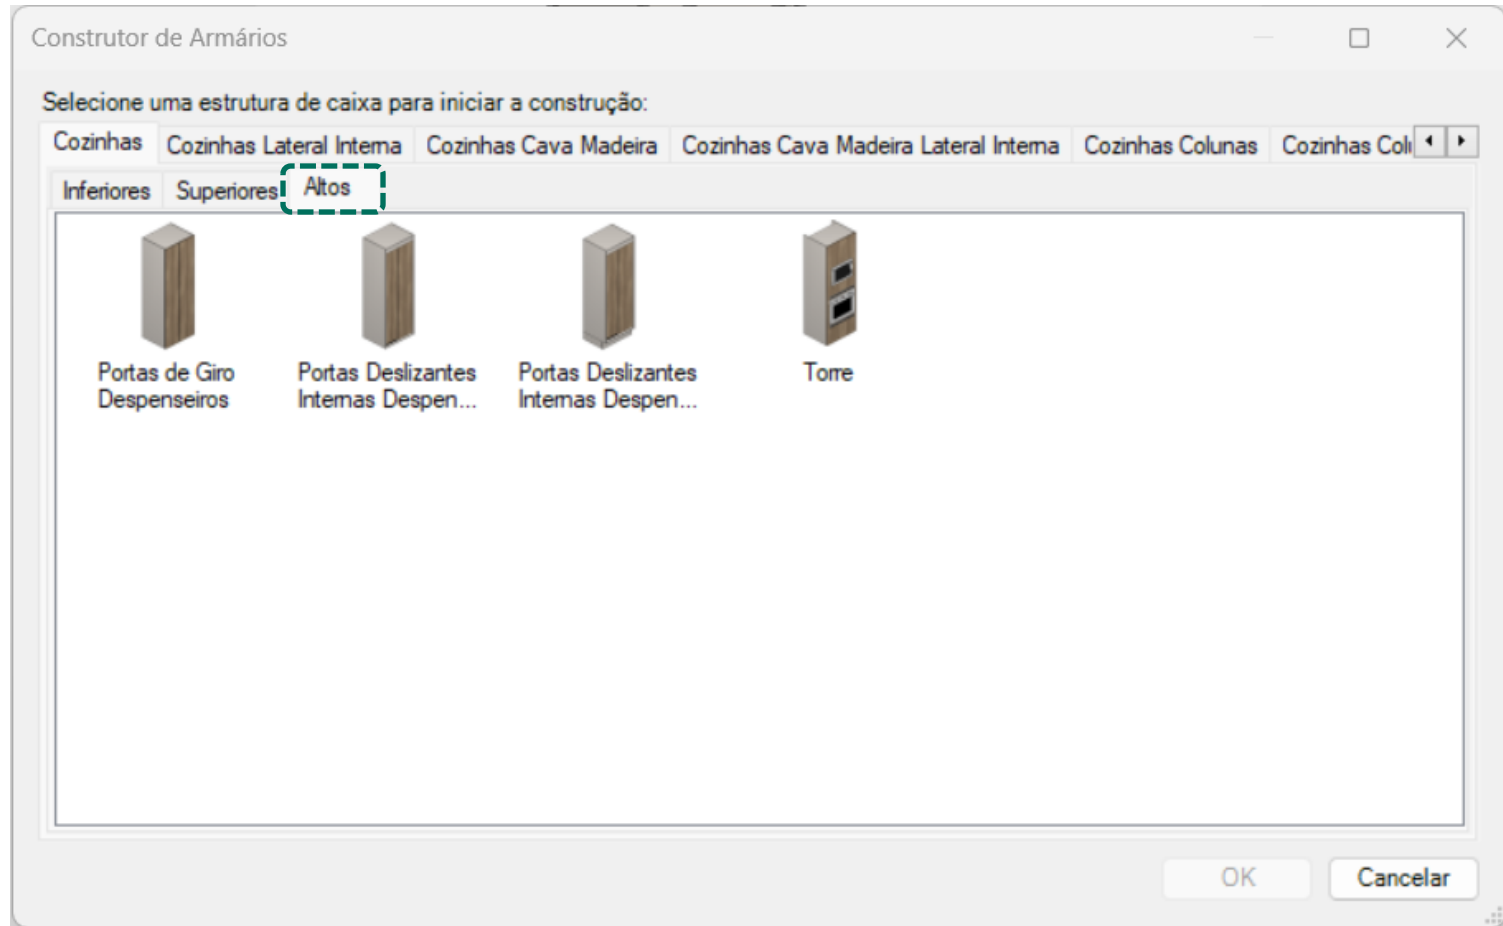 Construtor de Armários
Selecione uma estrutura de caixa para iniciar a construção:
Cozinhas Cozinhas Lateral Interna Cozinhas Cava Madeira Cozinhas Cava Madeira Lateral Interna Cozinhas Colunas Cozinhas Col
Inferiores Superiores Altos
Portas de Giro Portas Deslizantes Portas Deslizantes Torre
Despenseiros Internas Despen... Internas Despen...
OK Cancelar